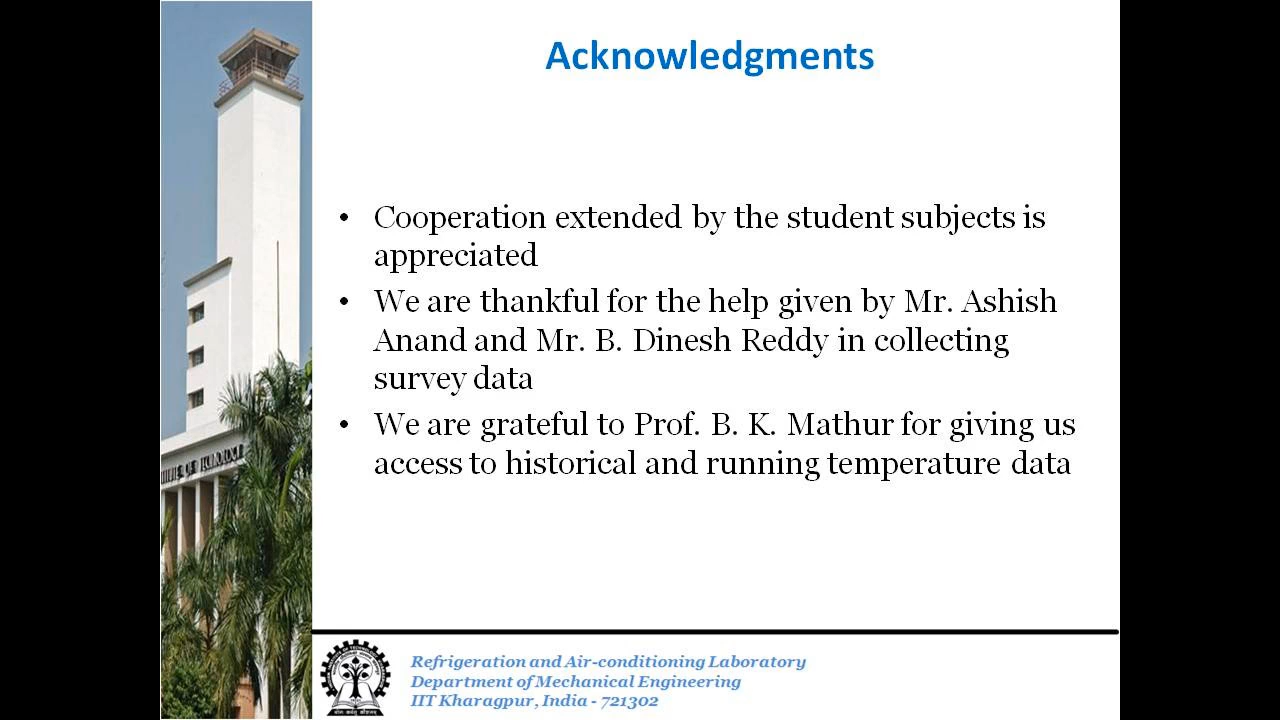 Acknowledgments
• Cooperation extended by the student subjects is
appreciated
• We are thankful for the help given by Mr. Ashish
Anand and Mr. B. Dinesh Reddy in collecting
survey data
• We are grateful to Prof. B. K. Mathur for giving us
access to historical and running temperature data
OF TECHNOLOGY
Refrigeration and Air-conditioning Laboratory
Department of Mechanical Engineering
IIT Kharagpur, India - 721302